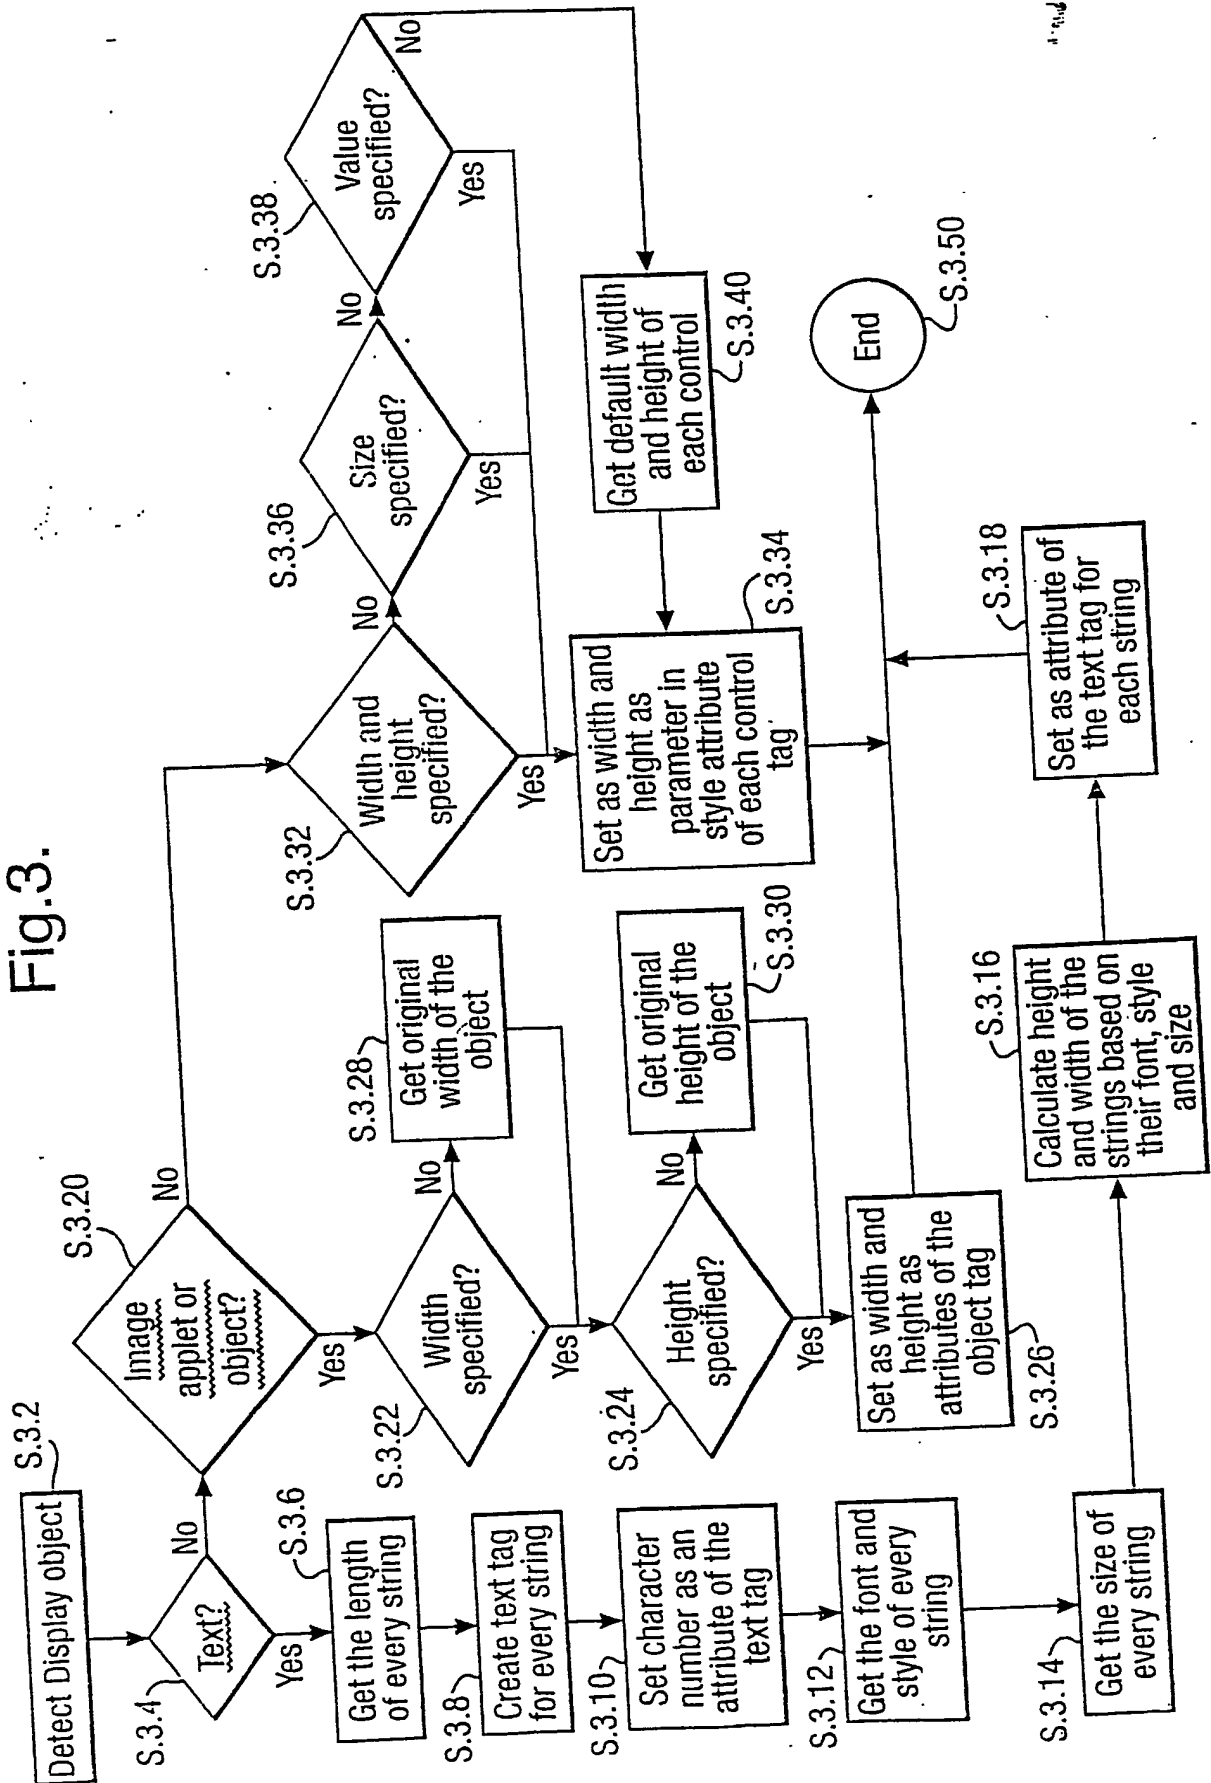 Fig.3.
Detect Display object
S.3.2
Text?
S.3.4
No
Yes
Get the length
of every string
S.3.6
Create text tag
for every string
S.3.8
Set character
number as an
attribute of the
text tag
S.3.10
Get the font and
style of every
string
S.3.12
Get the size of
every string
S.3.14
Calculate height
and width of the
strings based on
their font, style
and size
S.3.16
Set as attribute of
the text tag for
each string
S.3.18
Image
applet or
object?
S.3.20
No
Yes
Width
specified?
S.3.22
No
Yes
Get original
width of the
object
S.3.28
Height
specified?
S.3.24
No
Yes
Get original
height of the
object
S.3.30
Set as width and
height as
attributes of the
object tag
S.3.26
Width and
height
specified?
S.3.32
No
Yes
Size
specified?
S.3.36
No
Yes
Value
specified?
S.3.38
No
Yes
Get default width
and height of
each control
S.3.40
Set as width and
height as
parameter in
style attribute
of each control
tag
S.3.34
End
S.3.50